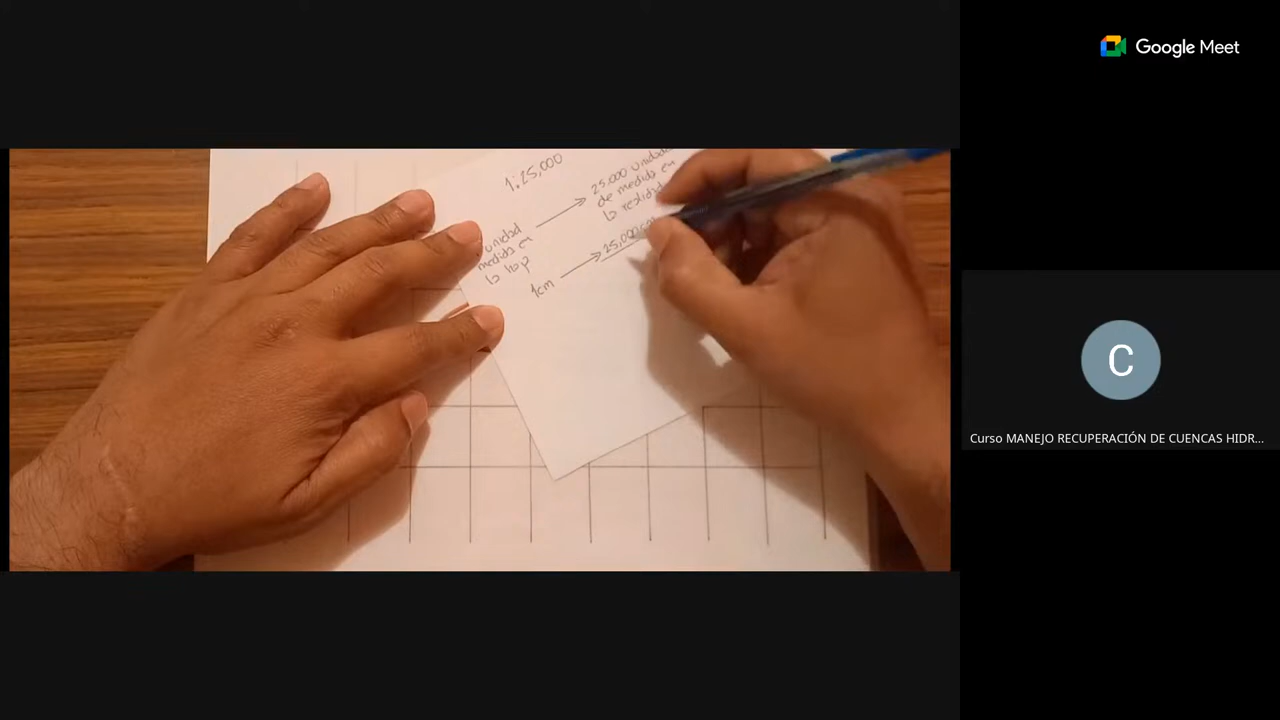 Google Meet
1:25,000
25.000 unidad
de medida en
la realidad
unidad
medida en
la hoja
1cm
25,000
C
Curso MANEJO RECUPERACIÓN DE CUENCAS HIDR...